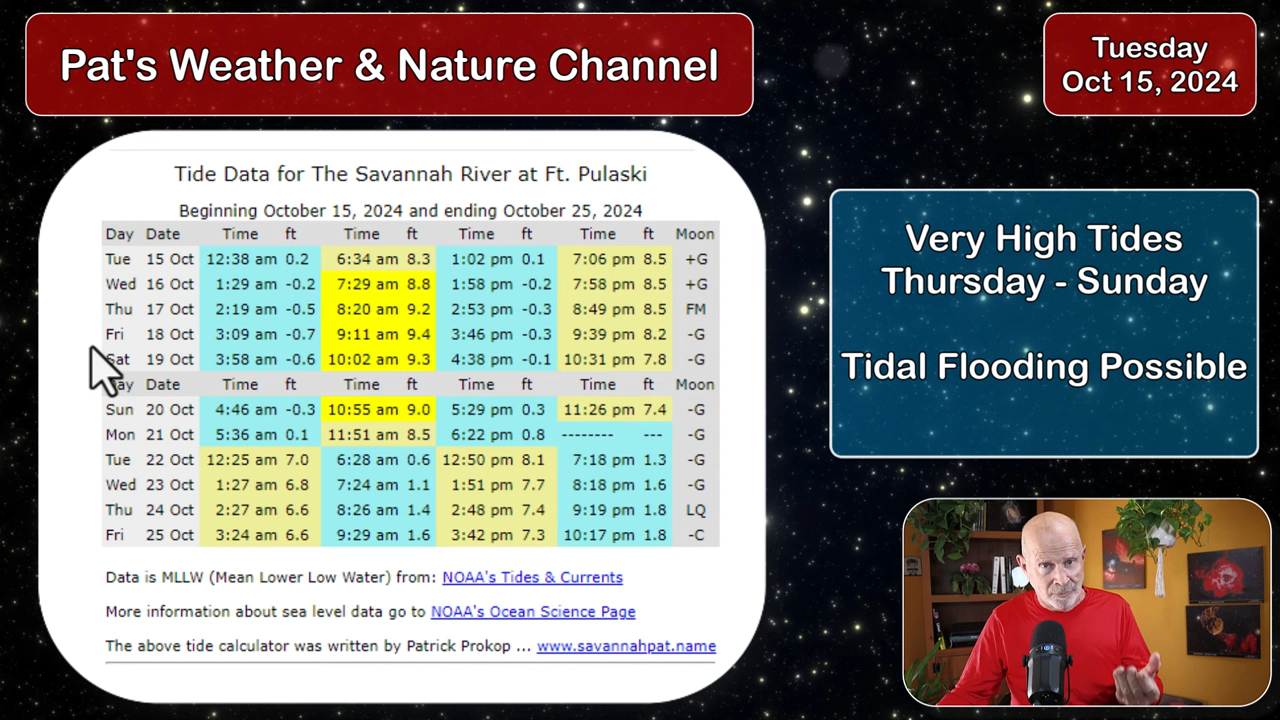 Pat's Weather & Nature Channel
Tuesday
Oct 15, 2024
Tide Data for The Savannah River at Ft. Pulaski
Beginning October 15, 2024 and ending October 25, 2024
Day Date Time ft Time ft Time ft Time ft Moon
Tue 15 Oct 12:38 am 0.2 6:34 am 8.3 1:02 pm 0.1 7:06 pm 8.5 +G
Wed 16 Oct 1:29 am -0.2 7:29 am 8.8 1:58 pm -0.2 7:58 pm 8.5 +G
Thu 17 Oct 2:19 am -0.5 8:20 am 9.2 2:53 pm -0.3 8:49 pm 8.5 FM
Fri 18 Oct 3:09 am -0.7 9:11 am 9.4 3:46 pm -0.3 9:39 pm 8.2 -G
Sat 19 Oct 3:58 am -0.6 10:02 am 9.3 4:38 pm -0.1 10:31 pm 7.8 -G
Day Date Time ft Time ft Time ft Time ft Moon
Sun 20 Oct 4:46 am -0.3 10:55 am 9.0 5:29 pm 0.3 11:26 pm 7.4 -G
Mon 21 Oct 5:36 am 0.1 11:51 am 8.5 6:22 pm 0.8 -------- --- -G
Tue 22 Oct 12:25 am 7.0 6:28 am 0.6 12:50 pm 8.1 7:18 pm 1.3 -G
Wed 23 Oct 1:27 am 6.8 7:24 am 1.1 1:51 pm 7.7 8:18 pm 1.6 -G
Thu 24 Oct 2:27 am 6.6 8:26 am 1.4 2:48 pm 7.4 9:19 pm 1.8 LQ
Fri 25 Oct 3:24 am 6.6 9:29 am 1.6 3:42 pm 7.3 10:17 pm 1.8 -C
Data is MLLW (Mean Lower Low Water) from: NOAA's Tides & Currents
More information about sea level data go to NOAA's Ocean Science Page
The above tide calculator was written by Patrick Prokop ... www.savannahpat.name
Very High Tides
Thursday - Sunday
Tidal Flooding Possible